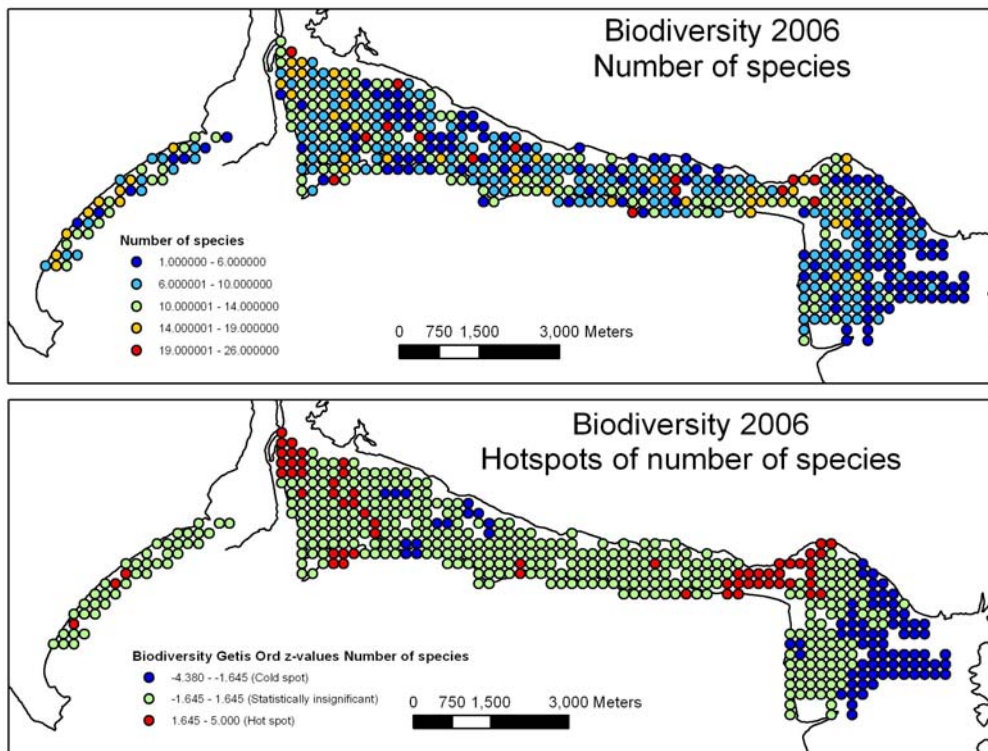 Biodiversity 2006
Number of species
Number of species
1.000000 - 6.000000
6.000001 - 10.000000
10.000001 - 14.000000
14.000001 - 19.000000
19.000001 - 26.000000
0 750 1,500 3,000 Meters
Biodiversity 2006
Hotspots of number of species
Biodiversity Getis Ord z-values Number of species
-4.380 - -1.645 (Cold spot)
-1.645 - 1.645 (Statistically insignificant)
1.645 - 5.000 (Hot spot)
0 750 1,500 3,000 Meters